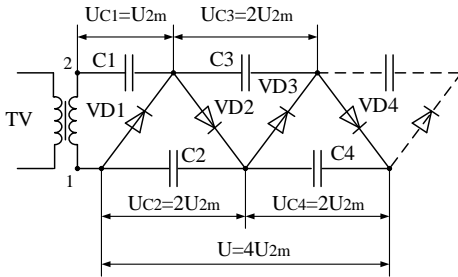 UC1=U2m UC3=2U2m
2 C1 C3
TV VD1 VD2 VD3 VD4
C2 C4
1
UC2=2U2m UC4=2U2m
U=4U2m